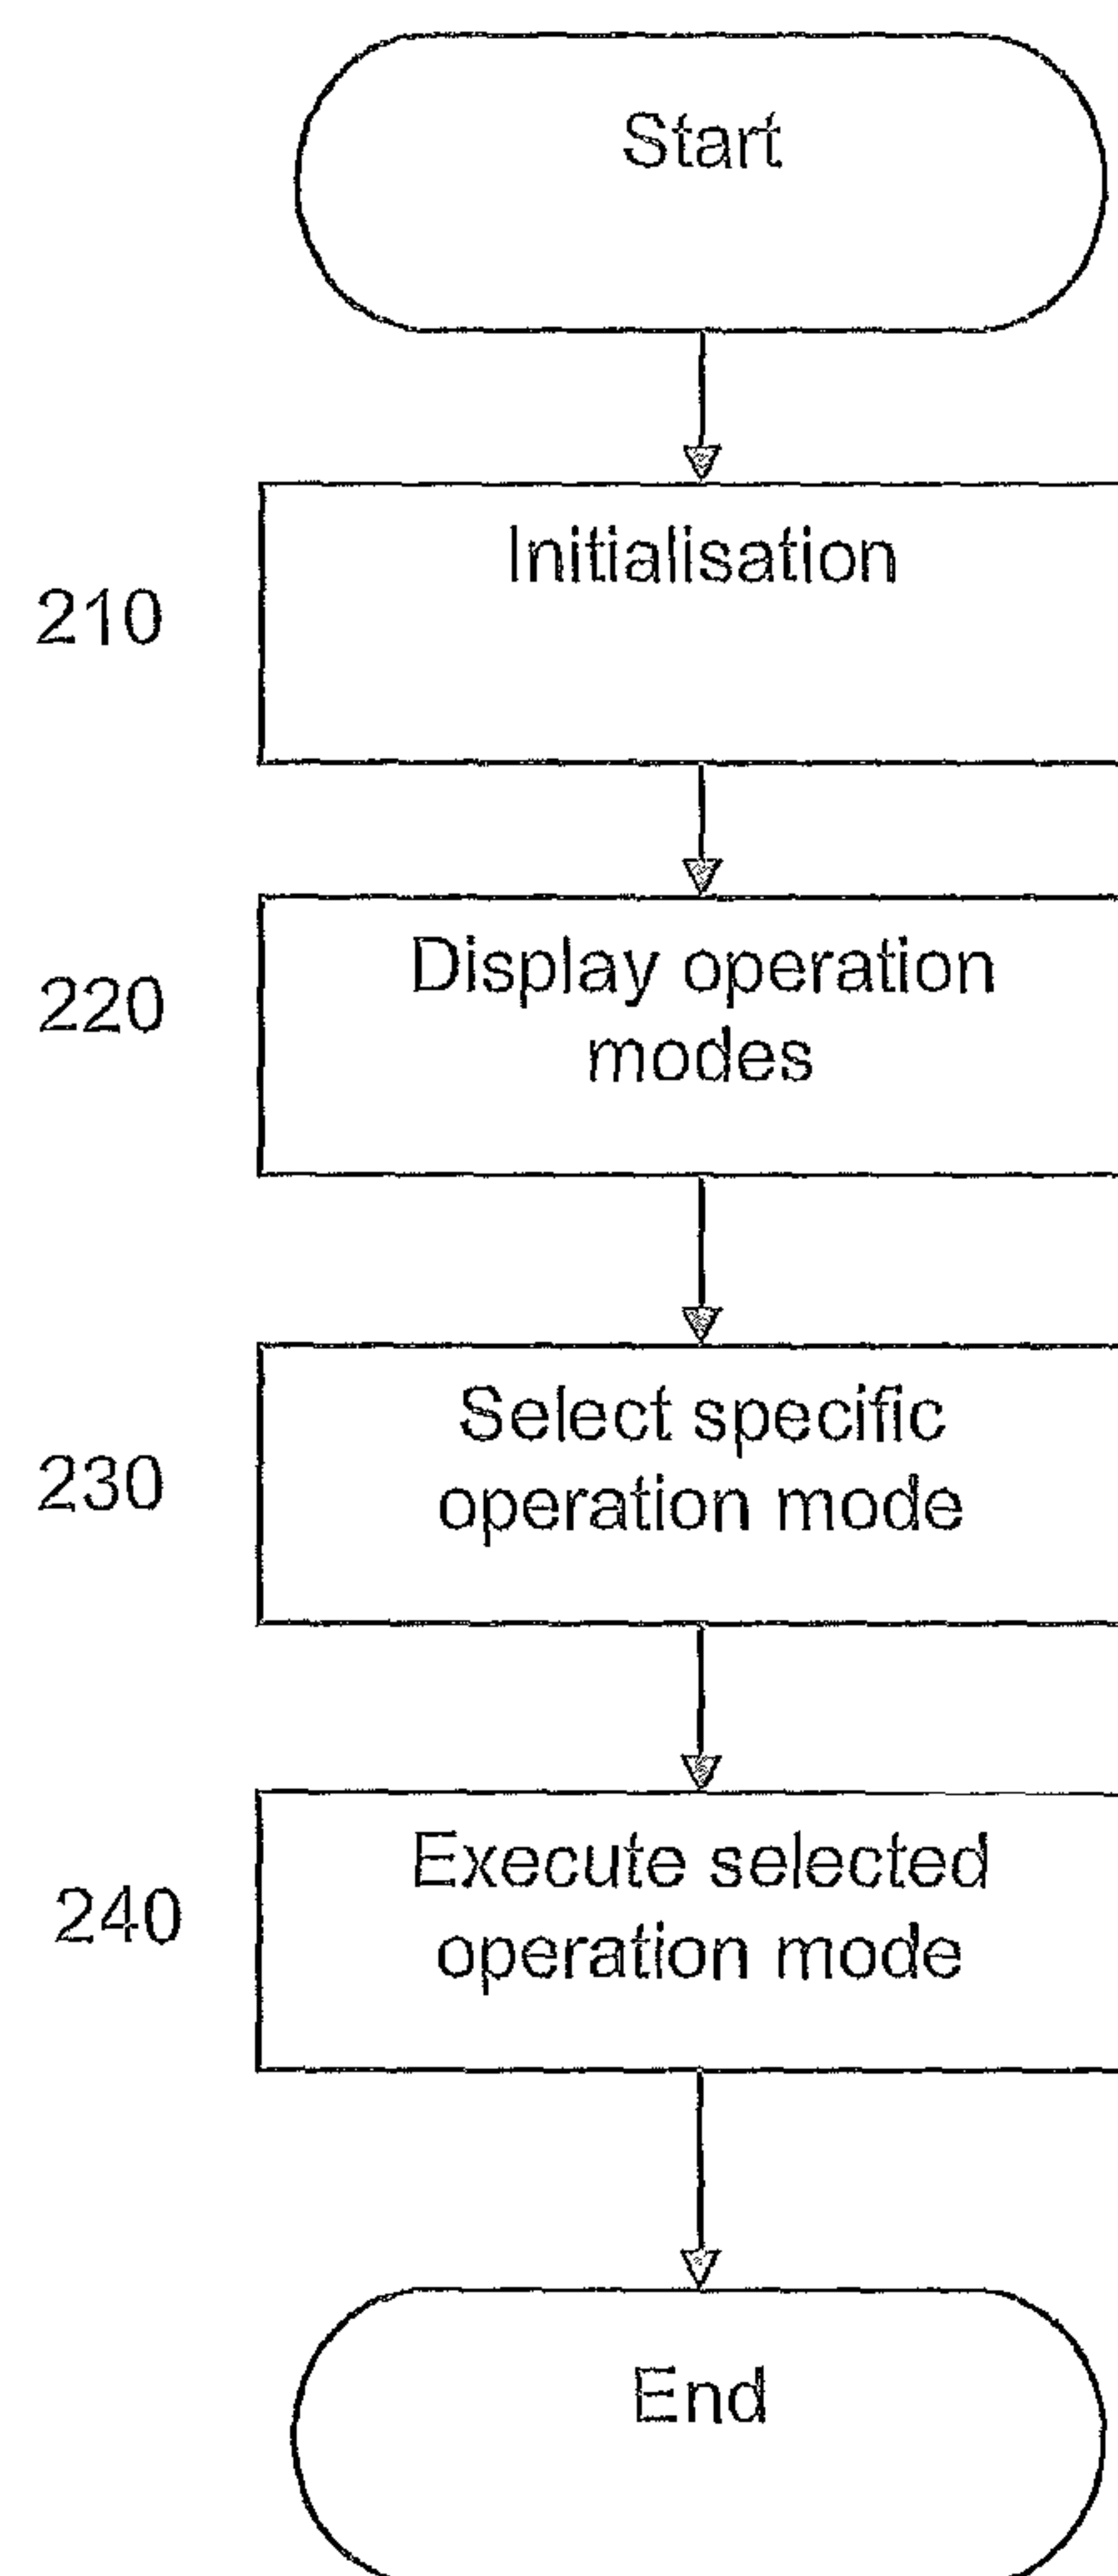 Start
Initialisation
210
Display operation
modes
220
Select specific
operation mode
230
Execute selected
operation mode
240
End